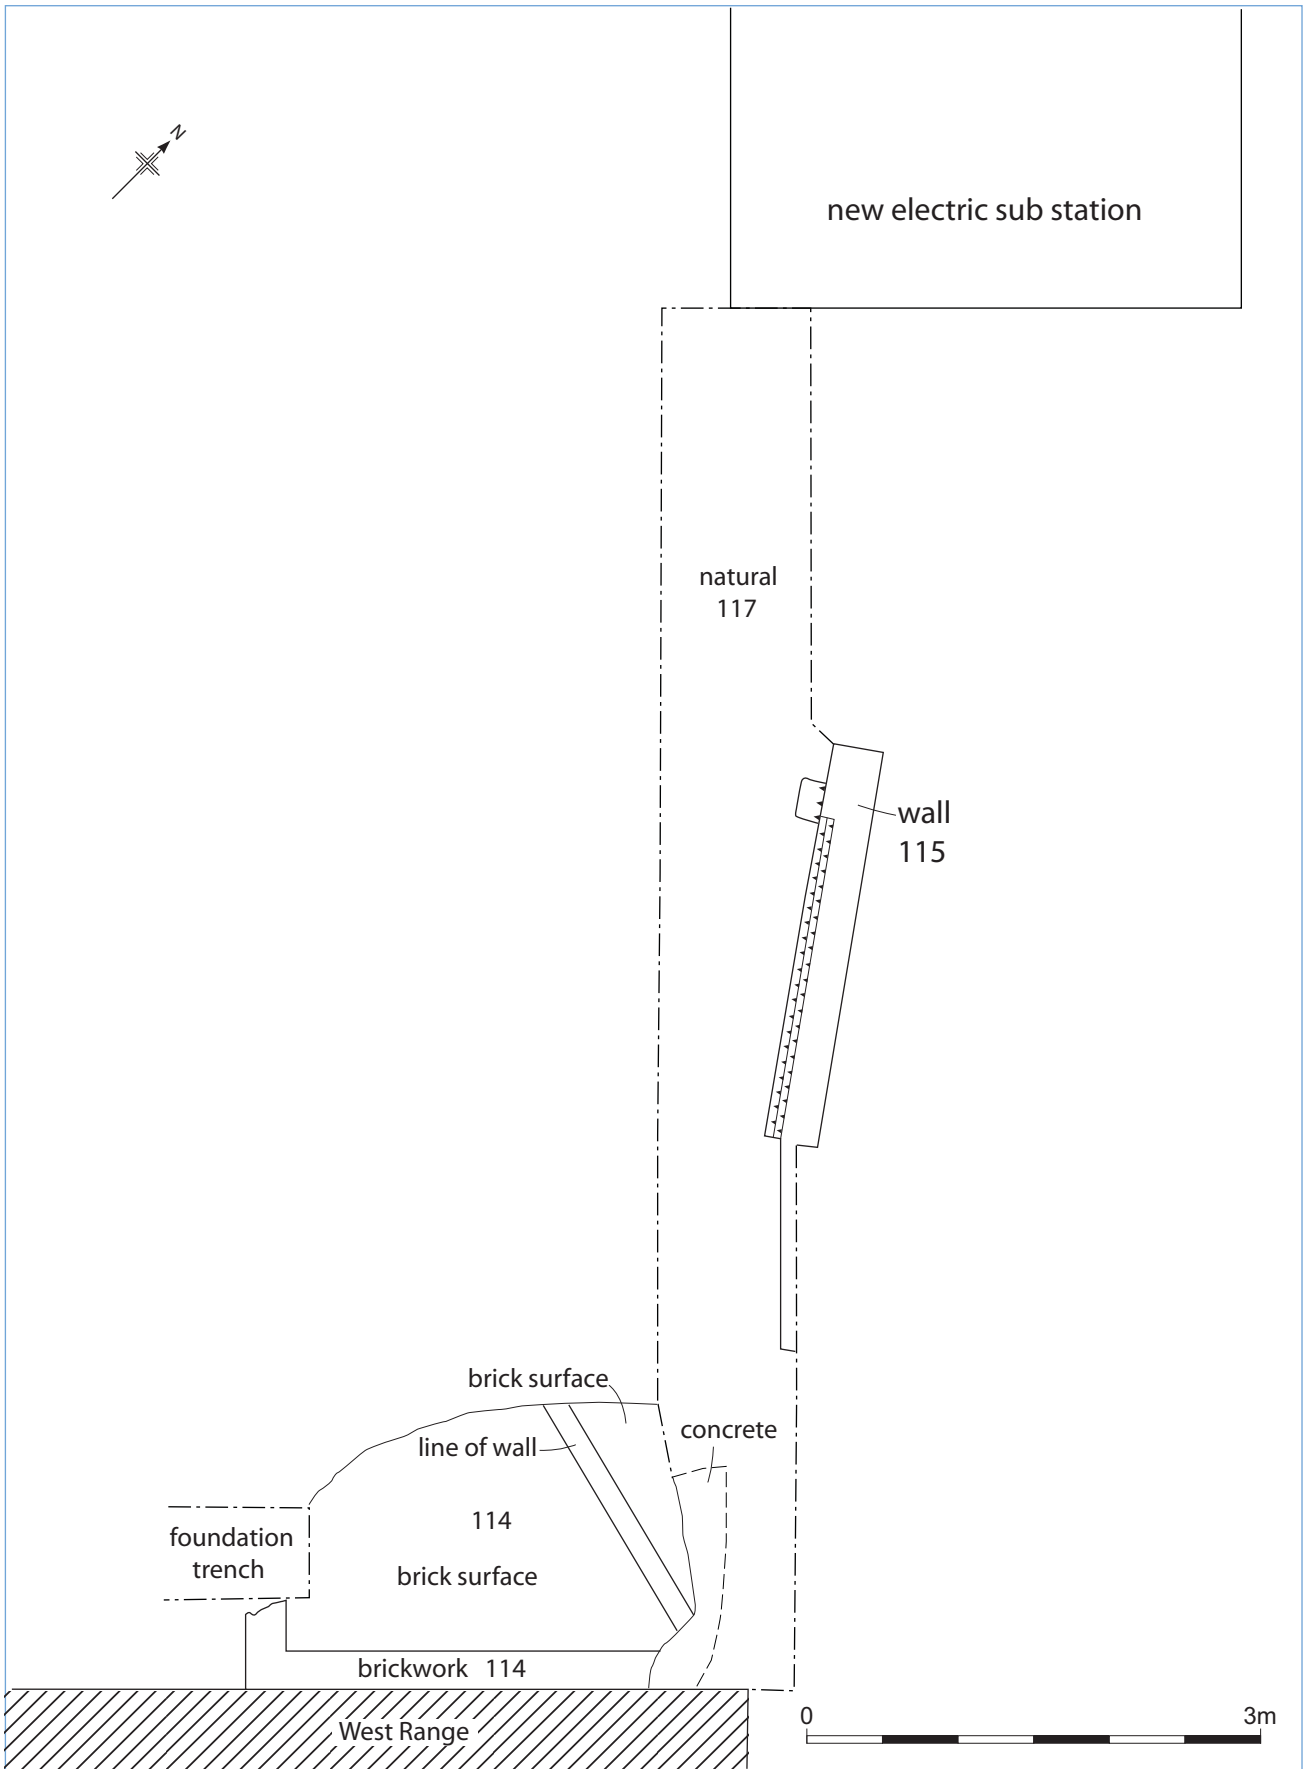 N
new electric sub station
natural
117
wall
115
brick surface
concrete
line of wall
114
foundation
trench
brick surface
brickwork 114
West Range
0 3m